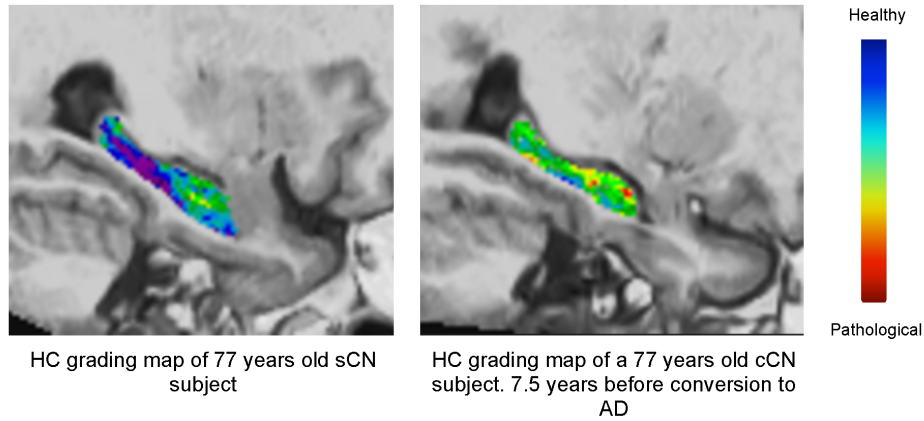 Healthy
Pathological
HC grading map of 77 years old sCN
subject
HC grading map of a 77 years old cCN
subject. 7.5 years before conversion to
AD